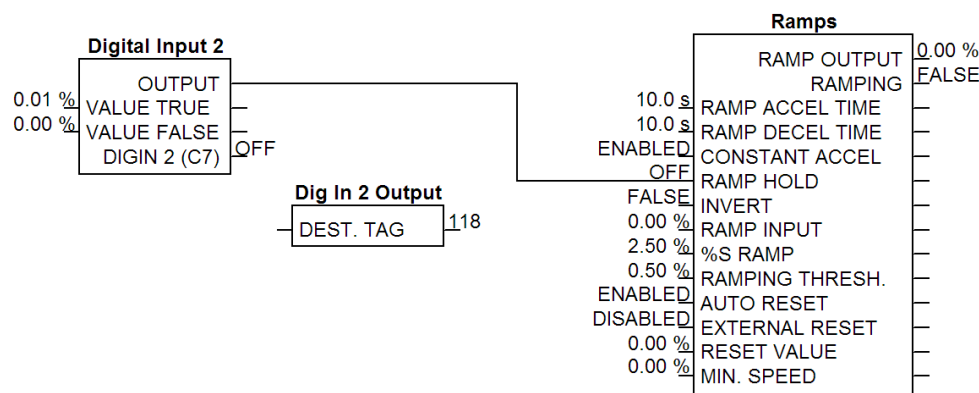 Digital Input 2
OUTPUT
0.01 % VALUE TRUE
0.00 % VALUE FALSE
DIGIN 2 (C7) OFF
Dig In 2 Output
DEST. TAG 118
Ramps
RAMP OUTPUT 0.00 %
RAMPING FALSE
10.0 s RAMP ACCEL TIME
10.0 s RAMP DECEL TIME
ENABLED CONSTANT ACCEL
OFF RAMP HOLD
FALSE INVERT
0.00 % RAMP INPUT
2.50 % %S RAMP
0.50 % RAMPING THRESH.
ENABLED AUTO RESET
DISABLED EXTERNAL RESET
0.00 % RESET VALUE
0.00 % MIN. SPEED